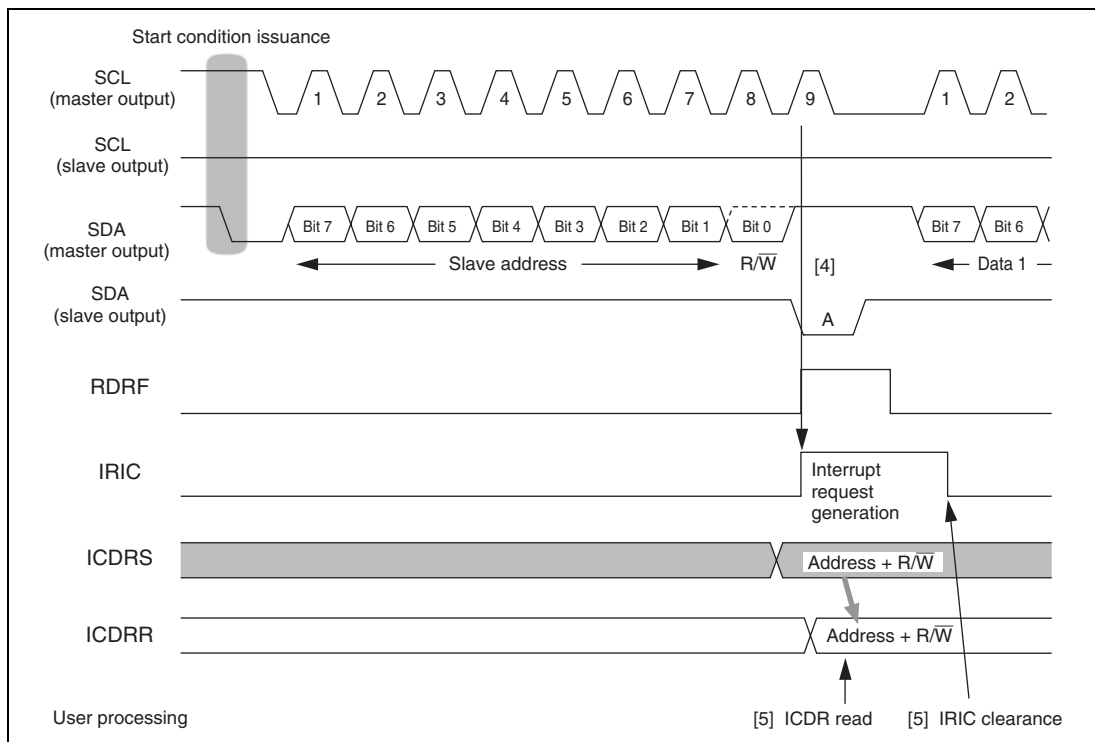 Start condition issuance
SCL
(master output)
1 2 3 4 5 6 7 8 9 1 2
SCL
(slave output)
SDA
(master output)
Bit 7 Bit 6 Bit 5 Bit 4 Bit 3 Bit 2 Bit 1 Bit 0 Bit 7 Bit 6
Slave address R/W̅ [4] Data 1
SDA
(slave output)
A
RDRF
IRIC
Interrupt
request
generation
ICDRS
Address + R/W̅
ICDRR
Address + R/W̅
User processing
[5] ICDR read
[5] IRIC clearance